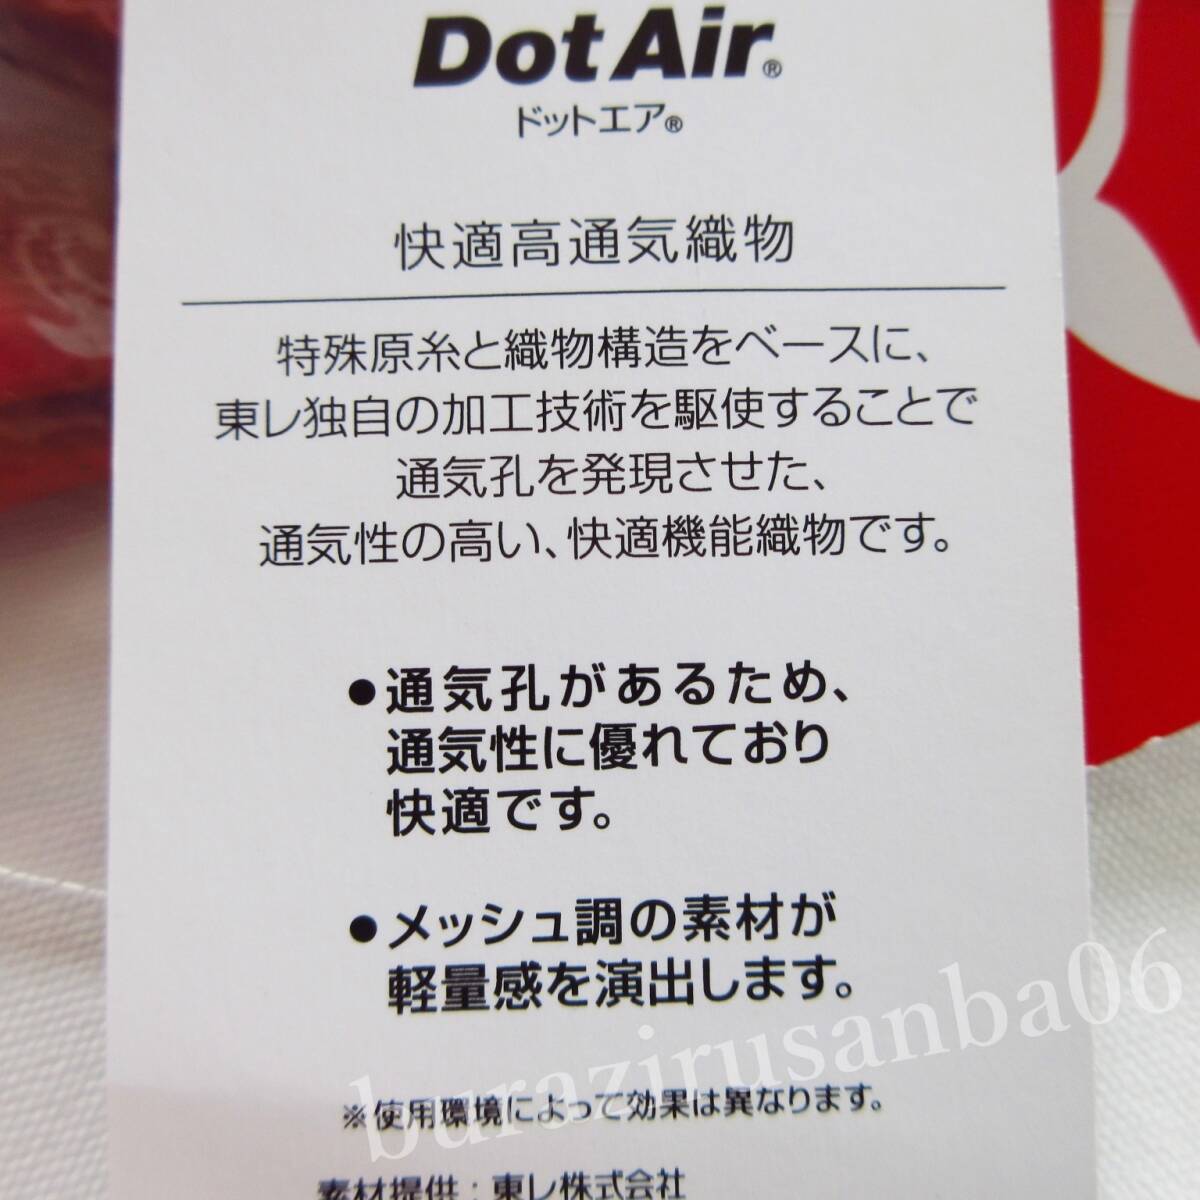 Dot Air®
ドットエア®
快適高通気織物
特殊原糸と織物構造をベースに、
東レ独自の加工技術を駆使することで
通気孔を発現させた、
通気性の高い、快適機能織物です。
●通気孔があるため、
通気性に優れており
快適です。
●メッシュ調の素材が
軽量感を演出します。
※使用環境によって効果は異なります。
素材提供：東レ株式会社
burazirusanba06